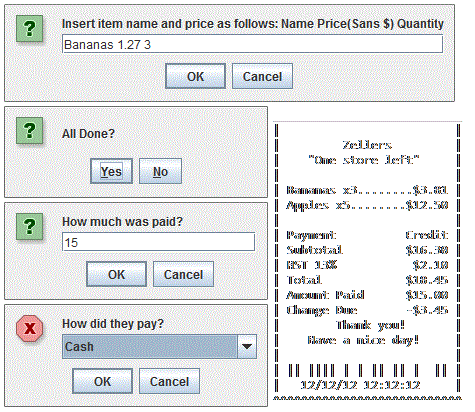 Insert item name and price as follows: Name Price(Sans $) Quantity
Bananas 1.27 3
OK Cancel
All Done?
Yes No
How much was paid?
15
OK Cancel
How did they pay?
Cash
OK Cancel
Zellers
"One store left"
Bananas x3........$3.81
Apples x5........$12.50
Payment Credit
Subtotal $16.30
HST 13% $2.10
Total $18.45
Amount Paid $15.00
Change Due -$3.45
Thank you!
Have a nice day!
12/12/12 12:12:12